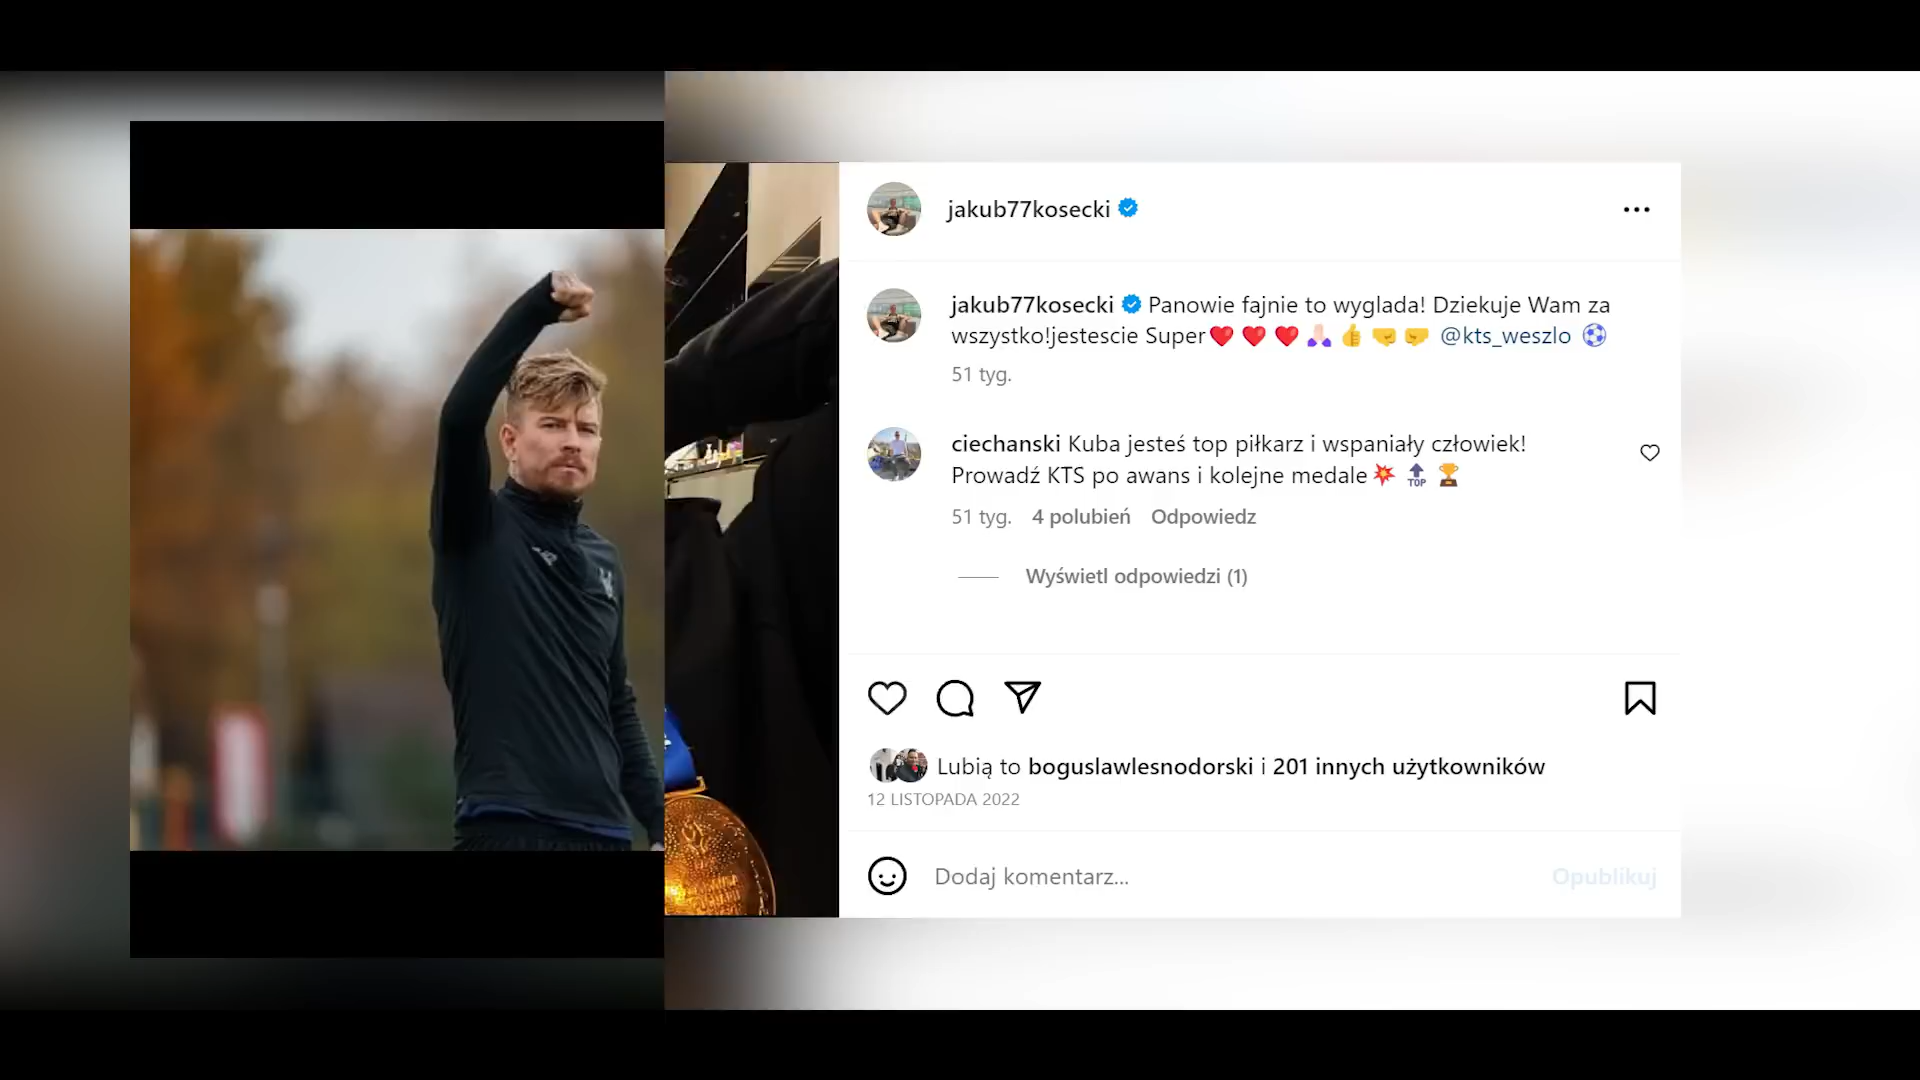 jakub77kosecki
jakub77kosecki Panowie fajnie to wyglada! Dziekuje Wam za
wszystko!jestescie Super❤️ ❤️ ❤️ 🙏🏻 👍 🤜 🤛 @kts_weszlo ⚽
51 tyg.
ciechanski Kuba jesteś top piłkarz i wspaniały człowiek!
Prowadź KTS po awans i kolejne medale💥 🔝 🏆
51 tyg. 4 polubień Odpowiedz
Wyświetl odpowiedzi (1)
Lubią to boguslawlesnodorski i 201 innych użytkowników
12 LISTOPADA 2022
Dodaj komentarz...
Opublikuj